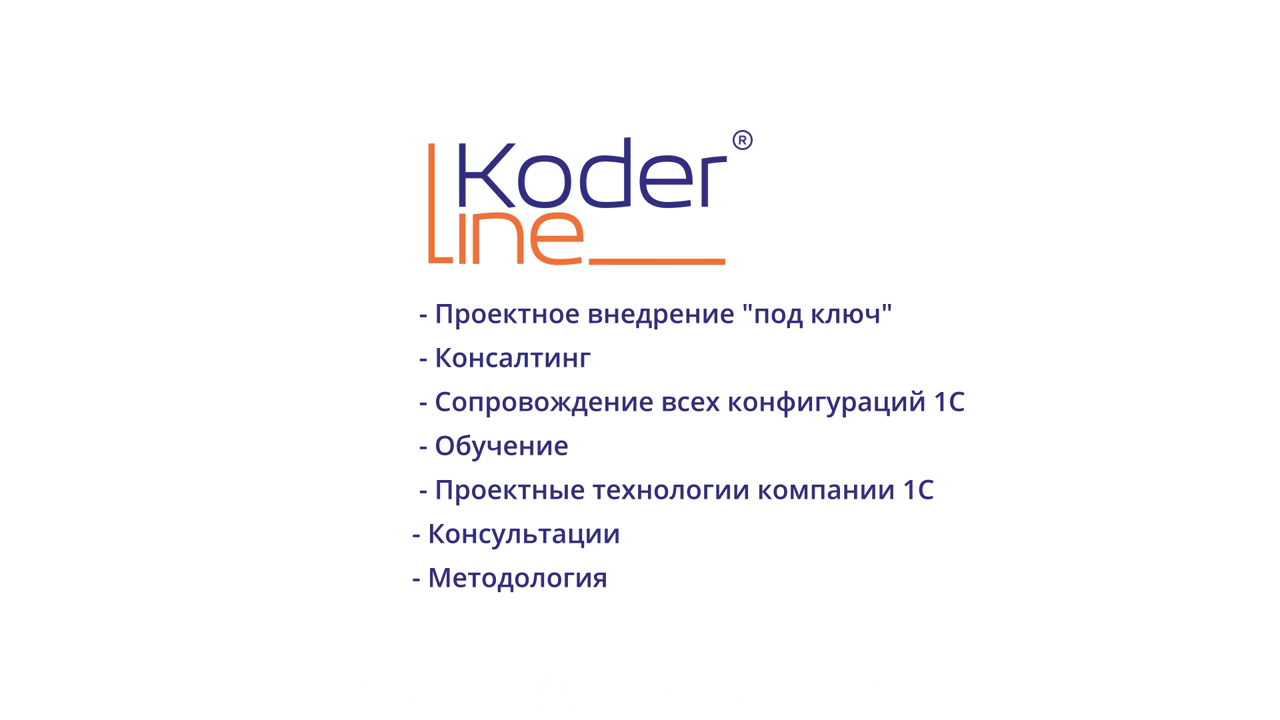 Koder®
Line
- Проектное внедрение "под ключ"
- Консалтинг
- Сопровождение всех конфигураций 1С
- Обучение
- Проектные технологии компании 1С
- Консультации
- Методология